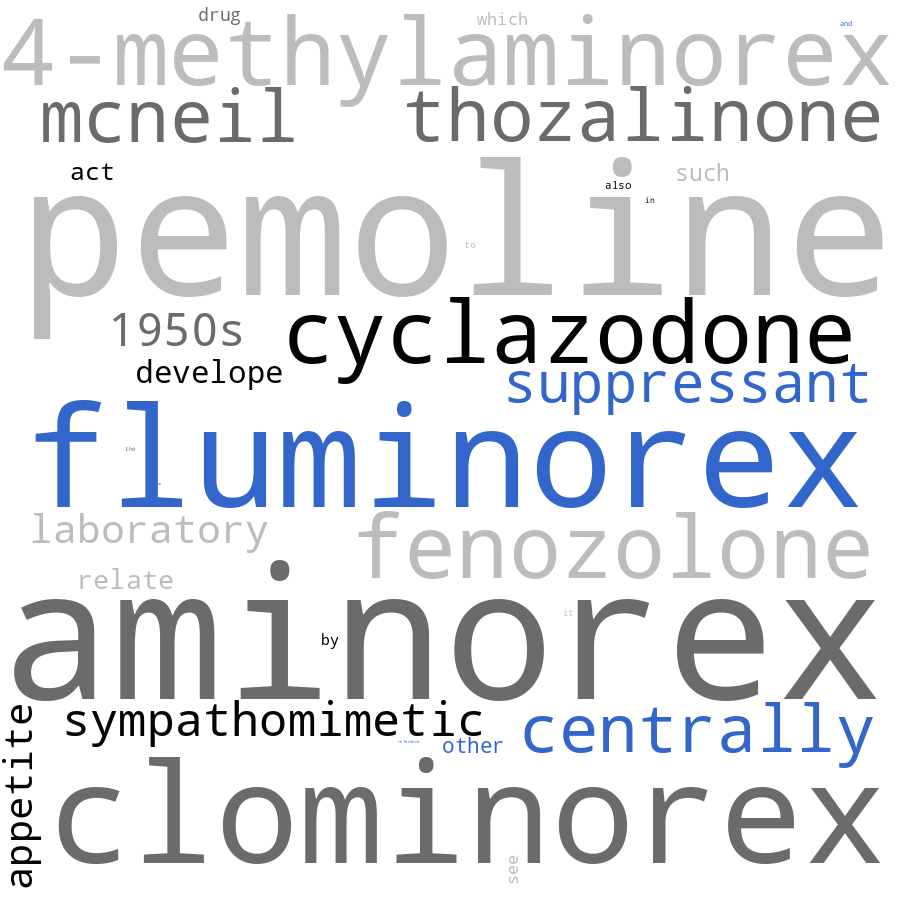 drug which and
4-methylaminorex
mcneil thozalinone
act also such
in
pemoline
to
1950s cyclazodone
develope suppressant
fluminorex
the
laboratory fenozolone
relate it
aminorex
by
sympathomimetic centrally
reference other
appetite
clominorex
see